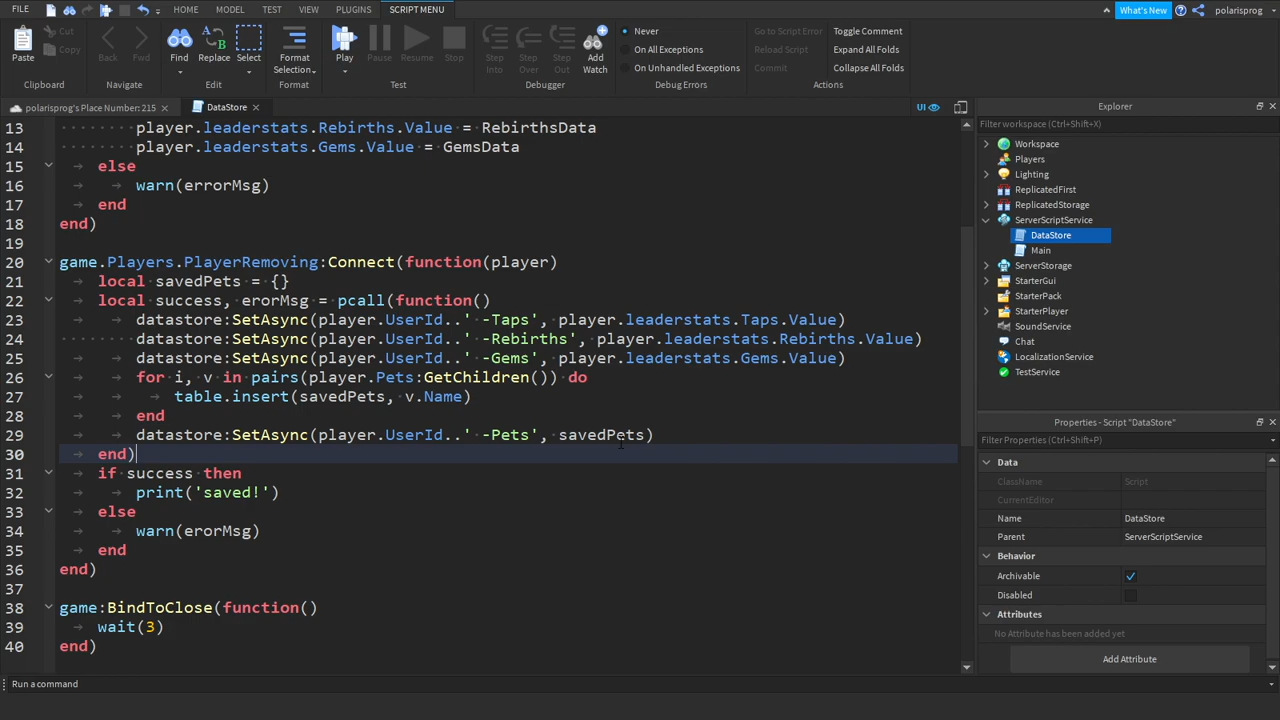 FILE HOME MODEL TEST VIEW PLUGINS SCRIPT MENU What's New polarisprog
Cut Never Go to Script Error Toggle Comment
Copy On All Exceptions Reload Script Expand All Folds
Paste Back Fwd Find Replace Select Format Selection Play Pause Resume Stop Step Into Step Over Step Out Add Watch On Unhandled Exceptions Commit Collapse All Folds
Clipboard Navigate Edit Format Test Debugger Debug Errors Actions
polarisprog's Place Number: 215 DataStore UI Explorer
13 player.leaderstats.Rebirths.Value = RebirthsData
14 player.leaderstats.Gems.Value = GemsData
15 else
16 warn(errorMsg)
17 end
18 end)
19
20 game.Players.PlayerRemoving:Connect(function(player)
21 local savedPets = {}
22 local success, erorMsg = pcall(function()
23 datastore:SetAsync(player.UserId..' -Taps', player.leaderstats.Taps.Value)
24 datastore:SetAsync(player.UserId..' -Rebirths', player.leaderstats.Rebirths.Value)
25 datastore:SetAsync(player.UserId..' -Gems', player.leaderstats.Gems.Value)
26 for i, v in pairs(player.Pets:GetChildren()) do
27 table.insert(savedPets, v.Name)
28 end
29 datastore:SetAsync(player.UserId..' -Pets', savedPets)
30 end)
31 if success then
32 print('saved!')
33 else
34 warn(erorMsg)
35 end
36 end)
37
38 game:BindToClose(function()
39 wait(3)
40 end)
Filter workspace (Ctrl+Shift+X)
Workspace
Players
Lighting
ReplicatedFirst
ReplicatedStorage
ServerScriptService
DataStore
Main
ServerStorage
StarterGui
StarterPack
StarterPlayer
SoundService
Chat
LocalizationService
TestService
Properties - Script "DataStore"
Filter Properties (Ctrl+Shift+P)
Data
ClassName Script
CurrentEditor
Name DataStore
Parent ServerScriptService
Behavior
Archivable
Disabled
Attributes
No Attribute has been added yet
Add Attribute
Run a command